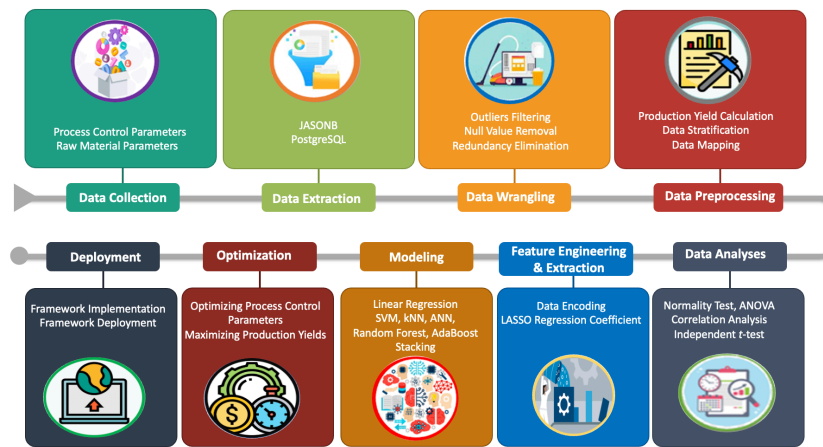 Process Control Parameters
Raw Material Parameters
Data Collection
JASONB
PostgreSQL
Data Extraction
Outliers Filtering
Null Value Removal
Redundancy Elimination
Data Wrangling
Production Yield Calculation
Data Stratification
Data Mapping
Data Preprocessing
Deployment
Framework Implementation
Framework Deployment
Optimization
Optimizing Process Control
Parameters
Maximizing Production Yields
Modeling
Linear Regression
SVM, kNN, ANN,
Random Forest, AdaBoost
Stacking
Feature Engineering
& Extraction
Data Encoding
LASSO Regression Coefficient
Data Analyses
Normality Test, ANOVA
Correlation Analysis
Independent t-test